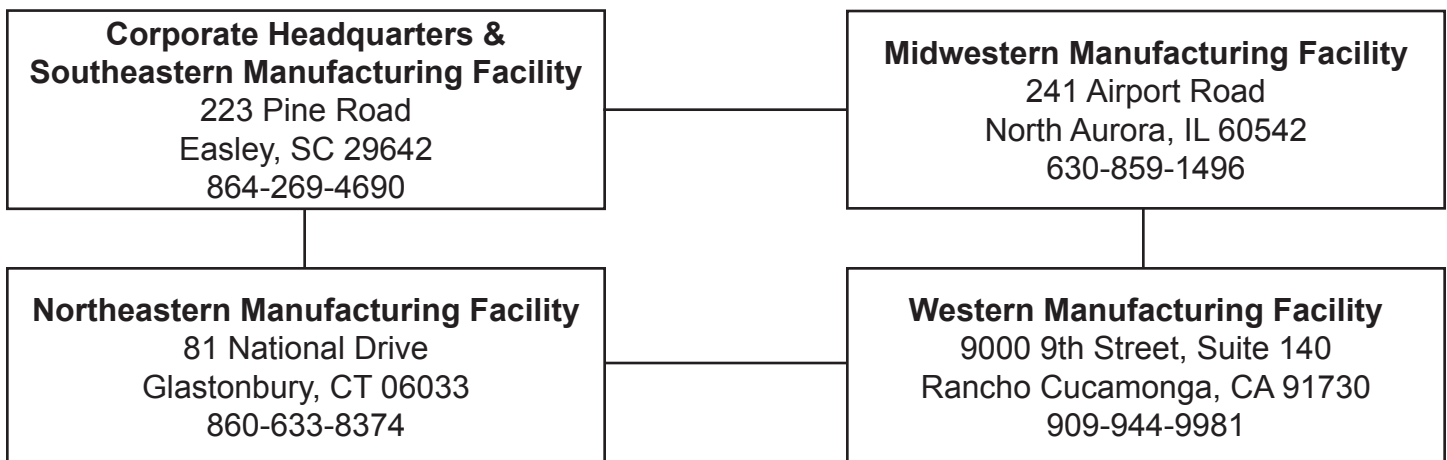 Corporate Headquarters &
Southeastern Manufacturing Facility
223 Pine Road
Easley, SC 29642
864-269-4690
Midwestern Manufacturing Facility
241 Airport Road
North Aurora, IL 60542
630-859-1496
Northeastern Manufacturing Facility
81 National Drive
Glastonbury, CT 06033
860-633-8374
Western Manufacturing Facility
9000 9th Street, Suite 140
Rancho Cucamonga, CA 91730
909-944-9981